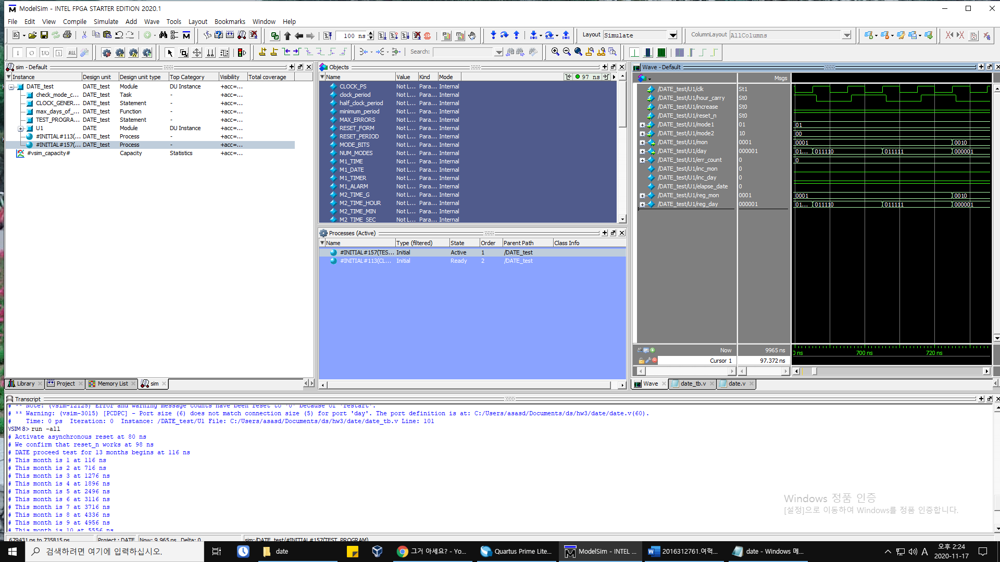 ModelSim - INTEL FPGA STARTER EDITION 2020.1
File Edit View Compile Simulate Add Wave Tools Layout Bookmarks Window Help
100 ns
Layout Simulate
ColumnLayout AllColumns
Search:
sim - Default
Instance Design unit Design unit type Top Category Visibility Total coverage
DATE_test DATE_test Module DU Instance +acc=...
check_mode_c... DATE_test Task - +acc=...
CLOCK_GENER... DATE_test Statement - +acc=...
max_days_of_... DATE_test Function - +acc=...
TEST_PROGRA... DATE_test Statement - +acc=...
U1 DATE Module DU Instance +acc=...
#INITIAL#113(... DATE_test Process - +acc=...
#INITIAL#157(... DATE_test Process - +acc=...
#vsim_capacity# Capacity Statistics +acc=...
Library Project Memory List sim
Objects
Name Value Kind Mode 97 ns
CLOCK_PS Not L... Para... Internal
clock_period Not L... Para... Internal
half_clock_period Not L... Para... Internal
minimum_period Not L... Para... Internal
MAX_ERRORS Not L... Para... Internal
RESET_FORM Not L... Para... Internal
RESET_PERIOD Not L... Para... Internal
MODE_BITS Not L... Para... Internal
NUM_MODES Not L... Para... Internal
M1_TIME Not L... Para... Internal
M1_DATE Not L... Para... Internal
M1_TIMER Not L... Para... Internal
M1_ALARM Not L... Para... Internal
M2_TIME_G Not L... Para... Internal
M2_TIME_HOUR Not L... Para... Internal
M2_TIME_MIN Not L... Para... Internal
M2_TIME_SEC Not L... Para... Internal
Processes (Active)
Name Type (filtered) State Order Parent Path Class Info
#INITIAL#157(TES... Initial Active 1 /DATE_test
#INITIAL#113(CL... Initial Ready 2 /DATE_test
Wave - Default
Msgs
/DATE_test/U1/clk St1
/DATE_test/U1/hour_carry St0
/DATE_test/U1/increase St0
/DATE_test/U1/reset_n St0
/DATE_test/U1/mode1 01 01
/DATE_test/U1/mode2 10 00
/DATE_test/U1/mon 0001 0001 0010
/DATE_test/U1/day 000001 01... 011110 011111 000001
/DATE_test/U1/err_count 0 0
/DATE_test/U1/inc_mon 0
/DATE_test/U1/inc_day 0
/DATE_test/U1/elapse_date 0
/DATE_test/U1/reg_mon 0001 0001 0010
/DATE_test/U1/reg_day 000001 01... 011110 011111 000001
Now 9965 ns 0 ns 700 ns 720 ns
Cursor 1 97.372 ns
Wave date_tb.v date.v
Transcript
# ** Note: (vsim-12125) Error and warning message counts have been reset to '0' because of 'restart'.
# ** Warning: (vsim-3015) [PCDPC] - Port size (6) does not match connection size (5) for port 'day'. The port definition is at: C:/Users/asasd/Documents/ds/hw3/date/date.v(60).
# Time: 0 ps Iteration: 0 Instance: /DATE_test/U1 File: C:/Users/asasd/Documents/ds/hw3/date/date_tb.v Line: 101
VSIM 8> run -all
# Activate asynchronous reset at 80 ns
# We confirm that reset_n works at 98 ns
# DATE proceed test for 13 months begins at 116 ns
# This month is 1 at 116 ns
# This month is 2 at 716 ns
# This month is 3 at 1276 ns
# This month is 4 at 1896 ns
# This month is 5 at 2496 ns
# This month is 6 at 3116 ns
# This month is 7 at 3716 ns
# This month is 8 at 4336 ns
# This month is 9 at 4956 ns
# This month is 10 at 5556 ns
Windows 정품 인증
[설정]으로 이동하여 Windows를 정품 인증합니다.
679431 ps to 735815 ps Project : DATE Now: 9,965 ns Delta: 0 sim:/DATE_test/#INITIAL#157(TEST_PROGRAM)
검색하려면 여기에 입력하십시오.
date
그거 아세요? - Yo...
Quartus Prime Lite...
ModelSim - INTEL ...
2016312761.여혁...
date - Windows 메...
A
오후 2:24
2020-11-17